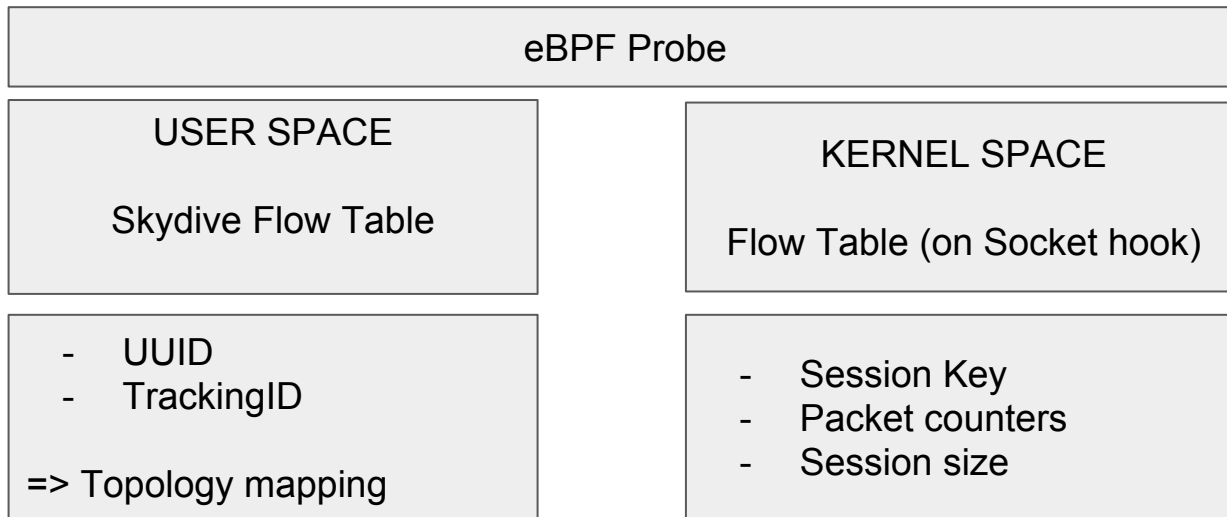 eBPF Probe
USER SPACE
Skydive Flow Table
KERNEL SPACE
Flow Table (on Socket hook)
- UUID
- TrackingID
=> Topology mapping
- Session Key
- Packet counters
- Session size